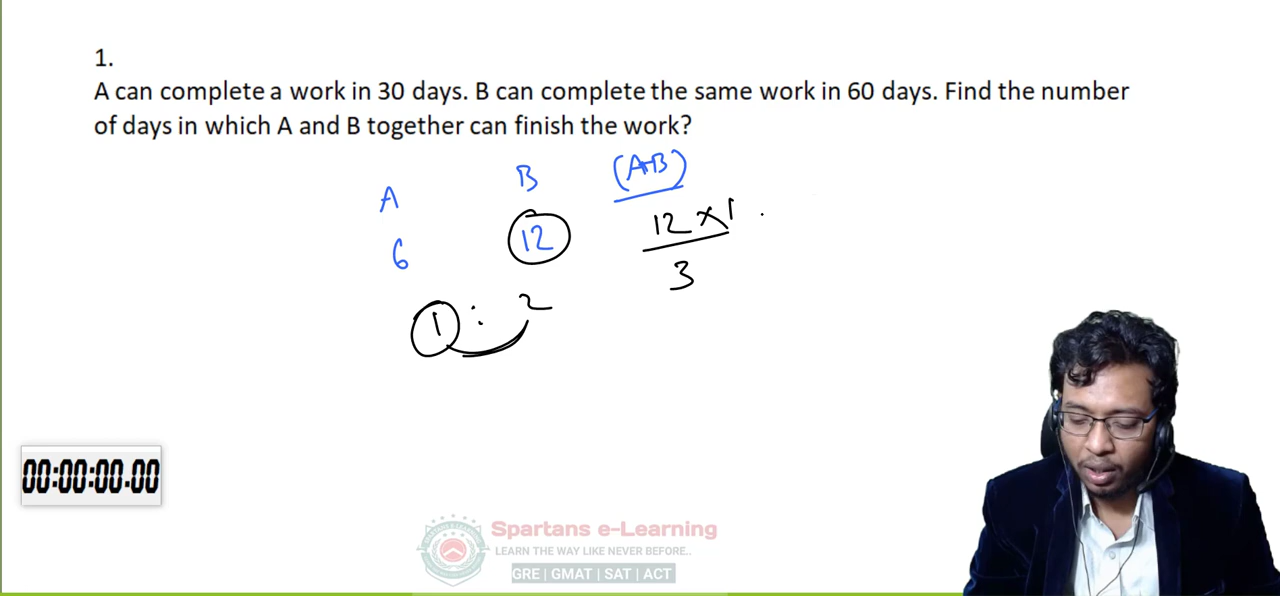 1.
A can complete a work in 30 days. B can complete the same work in 60 days. Find the number
of days in which A and B together can finish the work?
A B (A+B)
6 12 12 × 1
3
1 : 2
00:00:00.00
Spartans e-Learning
LEARN THE WAY LIKE NEVER BEFORE..
GRE | GMAT | SAT | ACT